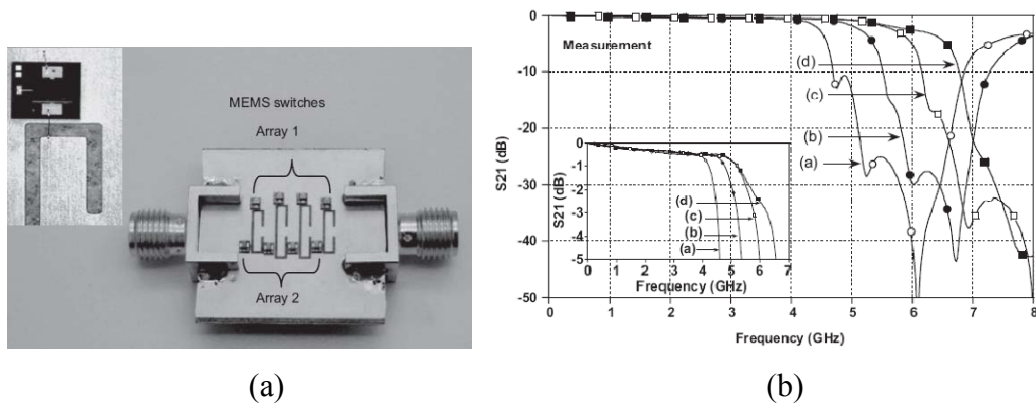 MEMS switches
Array 1
Array 2
(a)
0
-10
-20
-30
-40
-50
S21 (dB)
Measurement
(d)
(c)
(b)
(a)
0
-1
-2
-3
-4
-5
S21 (dB)
(d)
(c)
(b)
(a)
0 1 2 3 4 5 6 7
Frequency (GHz)
0 1 2 3 4 5 6 7 8
Frequency (GHz)
(b)